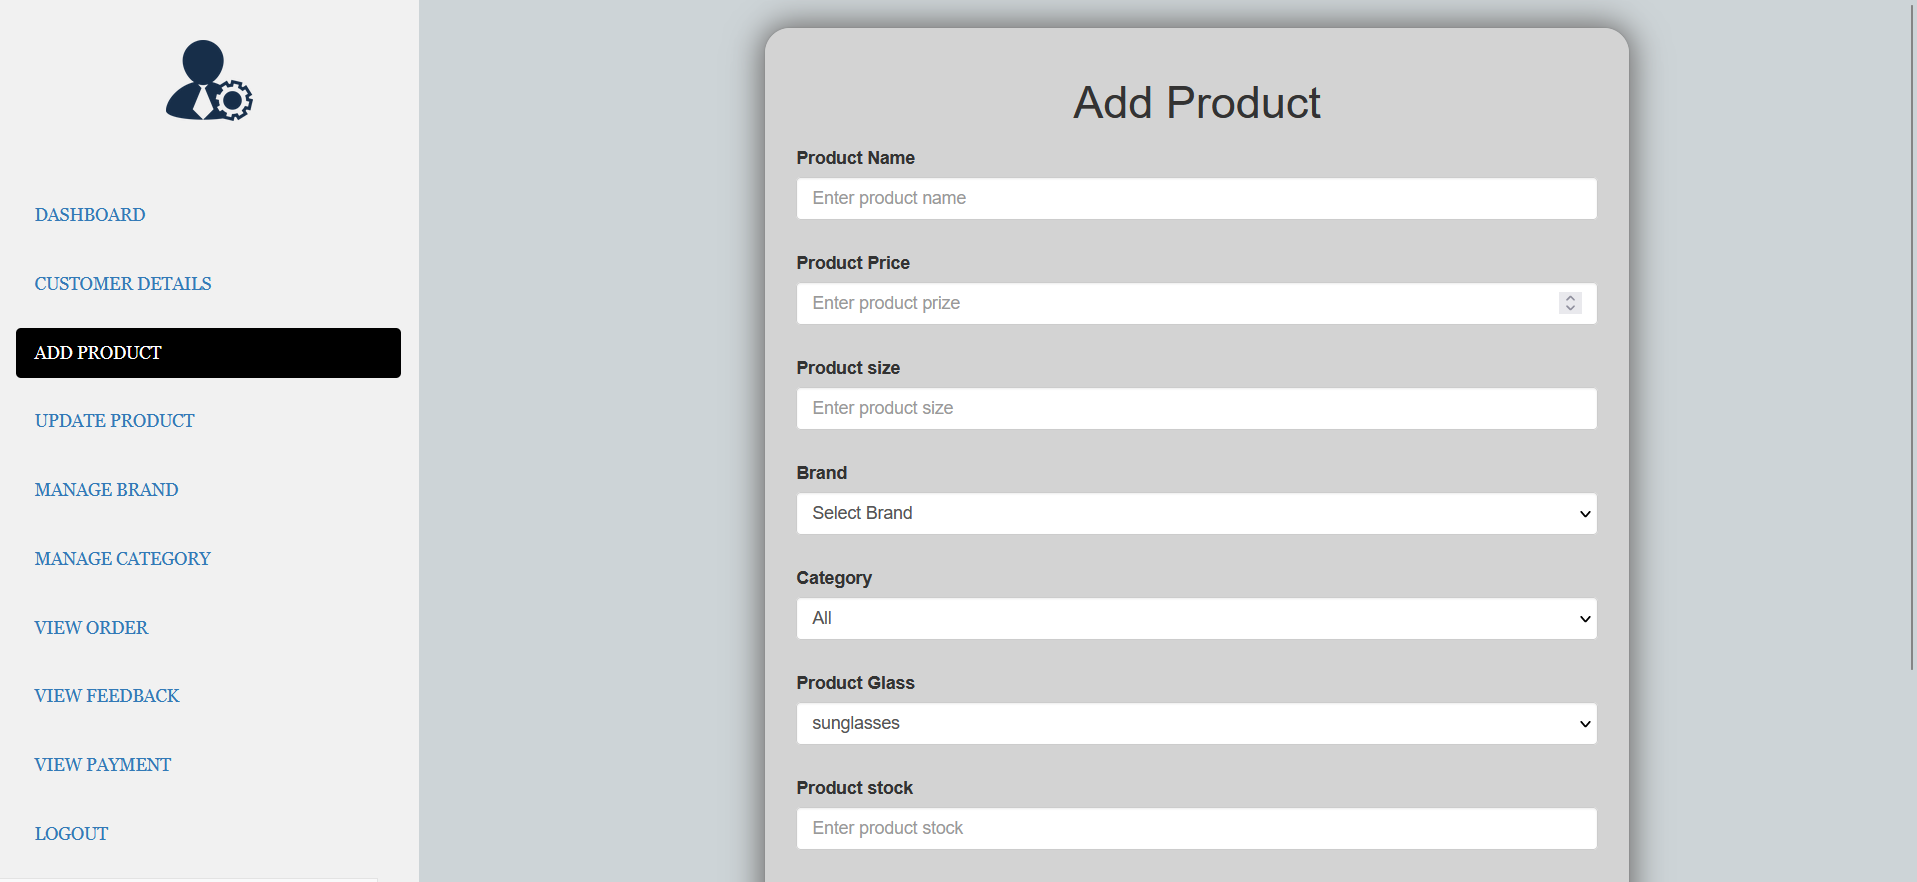 DASHBOARD
CUSTOMER DETAILS
ADD PRODUCT
UPDATE PRODUCT
MANAGE BRAND
MANAGE CATEGORY
VIEW ORDER
VIEW FEEDBACK
VIEW PAYMENT
LOGOUT
Add Product
Product Name
Enter product name
Product Price
Enter product prize
Product size
Enter product size
Brand
Select Brand
Category
All
Product Glass
sunglasses
Product stock
Enter product stock